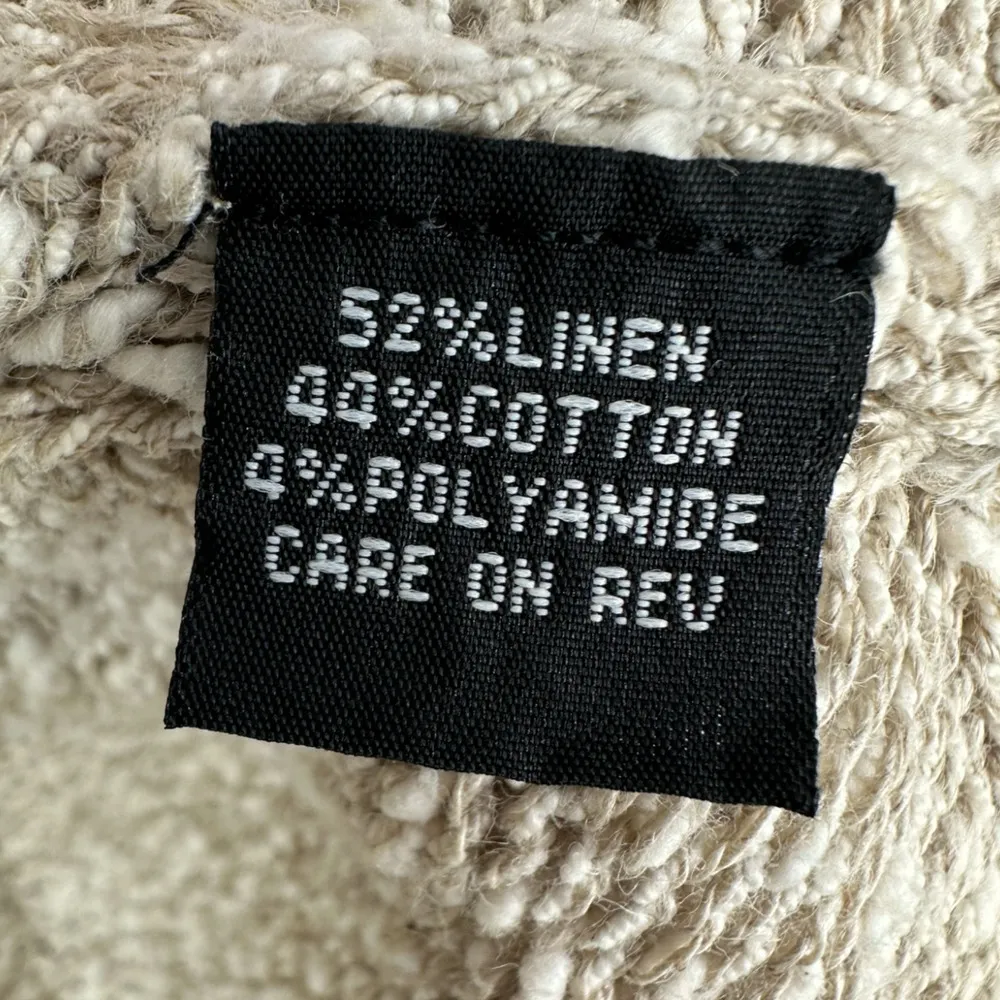 52%LINEN
44%COTTON
4%POLYAMIDE
CARE ON REV